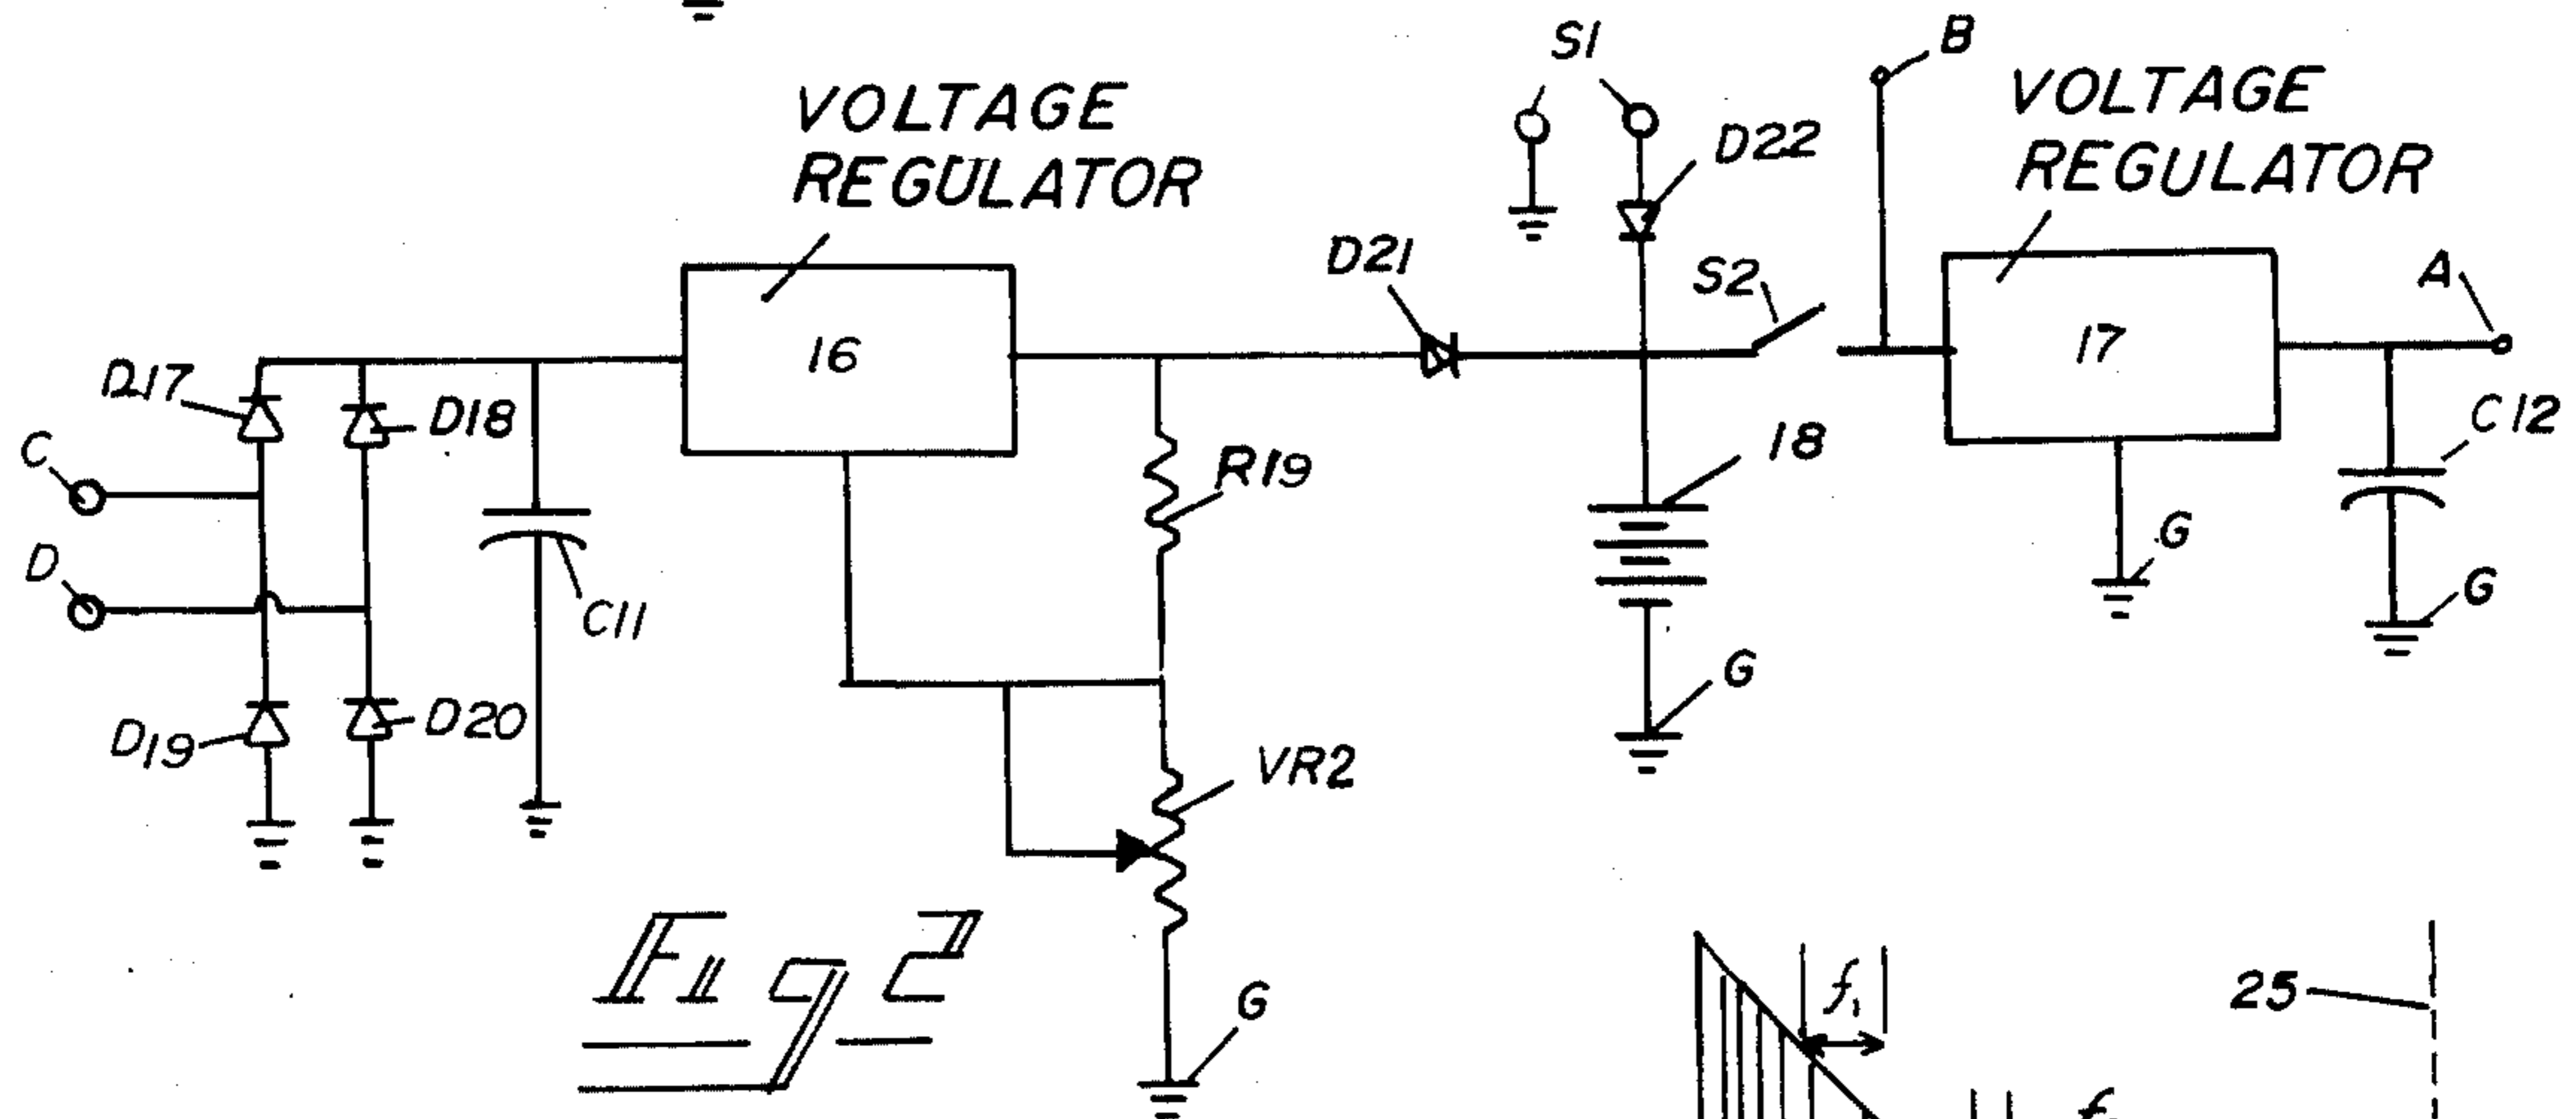 S1
B
VOLTAGE
REGULATOR
VOLTAGE
REGULATOR
D22
D21
S2
A
16
17
D17
D18
C
C12
18
R19
D
G
C11
G
G
D19
D20
VR2
Fig 2
G
25
f1
f